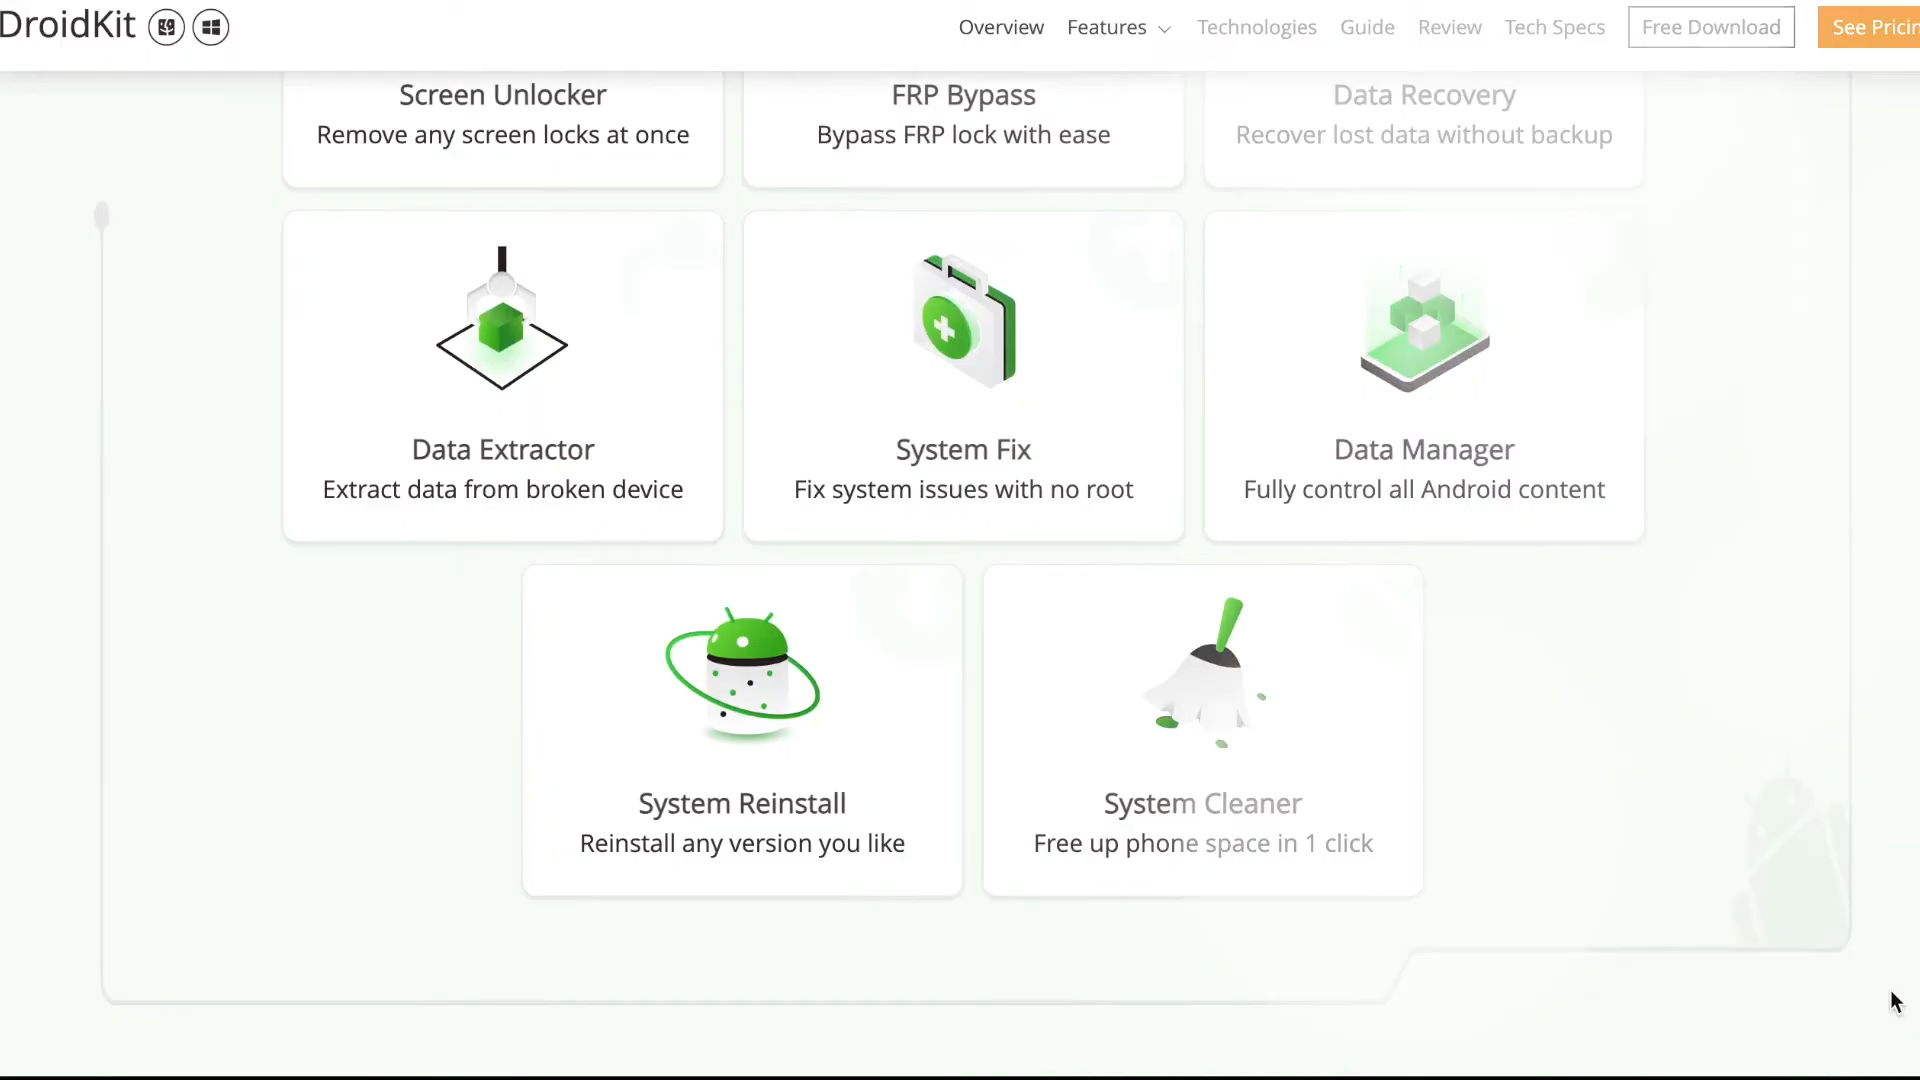 DroidKit
Overview Features Technologies Guide Review Tech Specs Free Download See Pricin
Screen Unlocker
Remove any screen locks at once
FRP Bypass
Bypass FRP lock with ease
Data Recovery
Recover lost data without backup
Data Extractor
Extract data from broken device
System Fix
Fix system issues with no root
Data Manager
Fully control all Android content
System Reinstall
Reinstall any version you like
System Cleaner
Free up phone space in 1 click